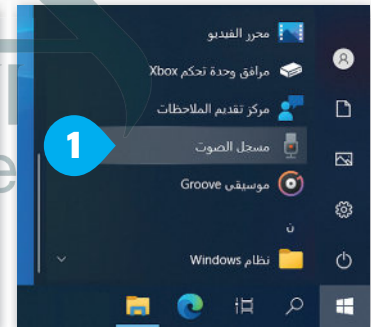 محرر الفيديو
مرافق وحدة تحكم Xbox
مركز تقديم الملاحظات
1
مسجل الصوت
موسيقى Groove
ن
نظام Windows